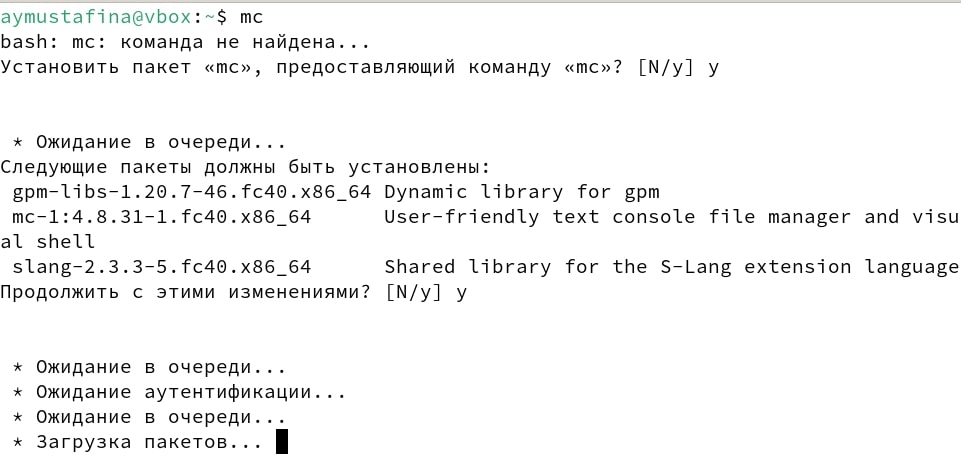 aymustafina@vbox:~$ mc
bash: mc: команда не найдена...
Установить пакет «mc», предоставляющий команду «mc»? [N/y] y
 * Ожидание в очереди...
Следующие пакеты должны быть установлены:
 gpm-libs-1.20.7-46.fc40.x86_64 Dynamic library for gpm
 mc-1:4.8.31-1.fc40.x86_64      User-friendly text console file manager and visu
al shell
 slang-2.3.3-5.fc40.x86_64      Shared library for the S-Lang extension language
Продолжить с этими изменениями? [N/y] y
 * Ожидание в очереди...
 * Ожидание аутентификации...
 * Ожидание в очереди...
 * Загрузка пакетов...